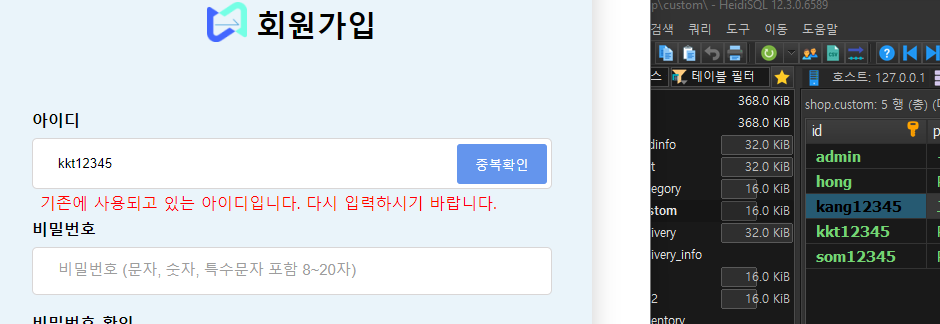 회원가입
아이디
kkt12345
중복확인
기존에 사용되고 있는 아이디입니다. 다시 입력하시기 바랍니다.
비밀번호
비밀번호 (문자, 숫자, 특수문자 포함 8~20자)
비밀번호 확인
p\custom\ - HeidiSQL 12.3.0.6589
검색 쿼리 도구 이동 도움말
스 테이블 필터
호스트: 127.0.0.1
368.0 KiB
368.0 KiB
dinfo 32.0 KiB
t 32.0 KiB
egory 16.0 KiB
stom 16.0 KiB
ivery 32.0 KiB
ivery_info
16.0 KiB
2 16.0 KiB
entory
shop.custom: 5 행 (총)
id
admin
hong
kang12345
kkt12345
som12345